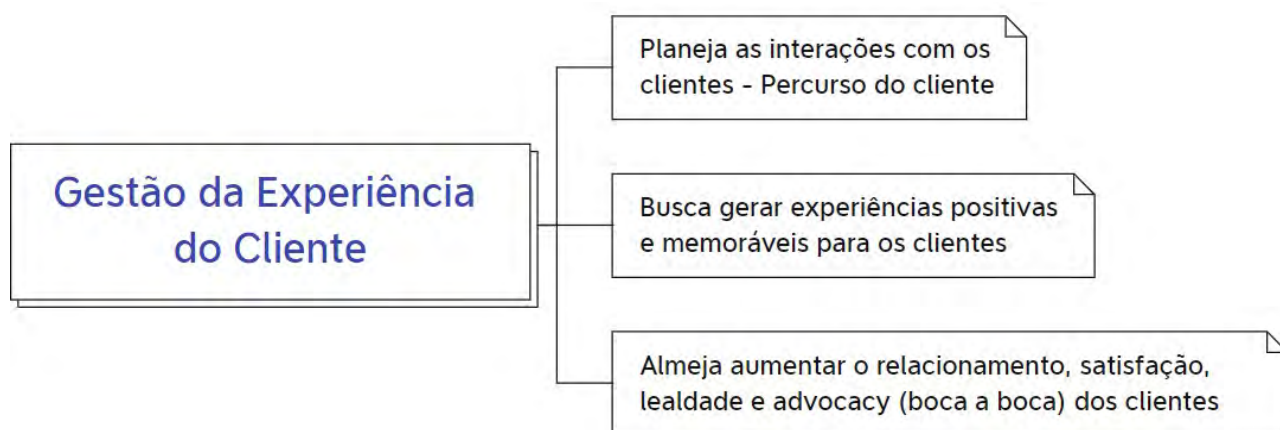 Gestão da Experiência
do Cliente
Planeja as interações com os
clientes - Percurso do cliente
Busca gerar experiências positivas
e memoráveis para os clientes
Almeja aumentar o relacionamento, satisfação,
lealdade e advocacy (boca a boca) dos clientes